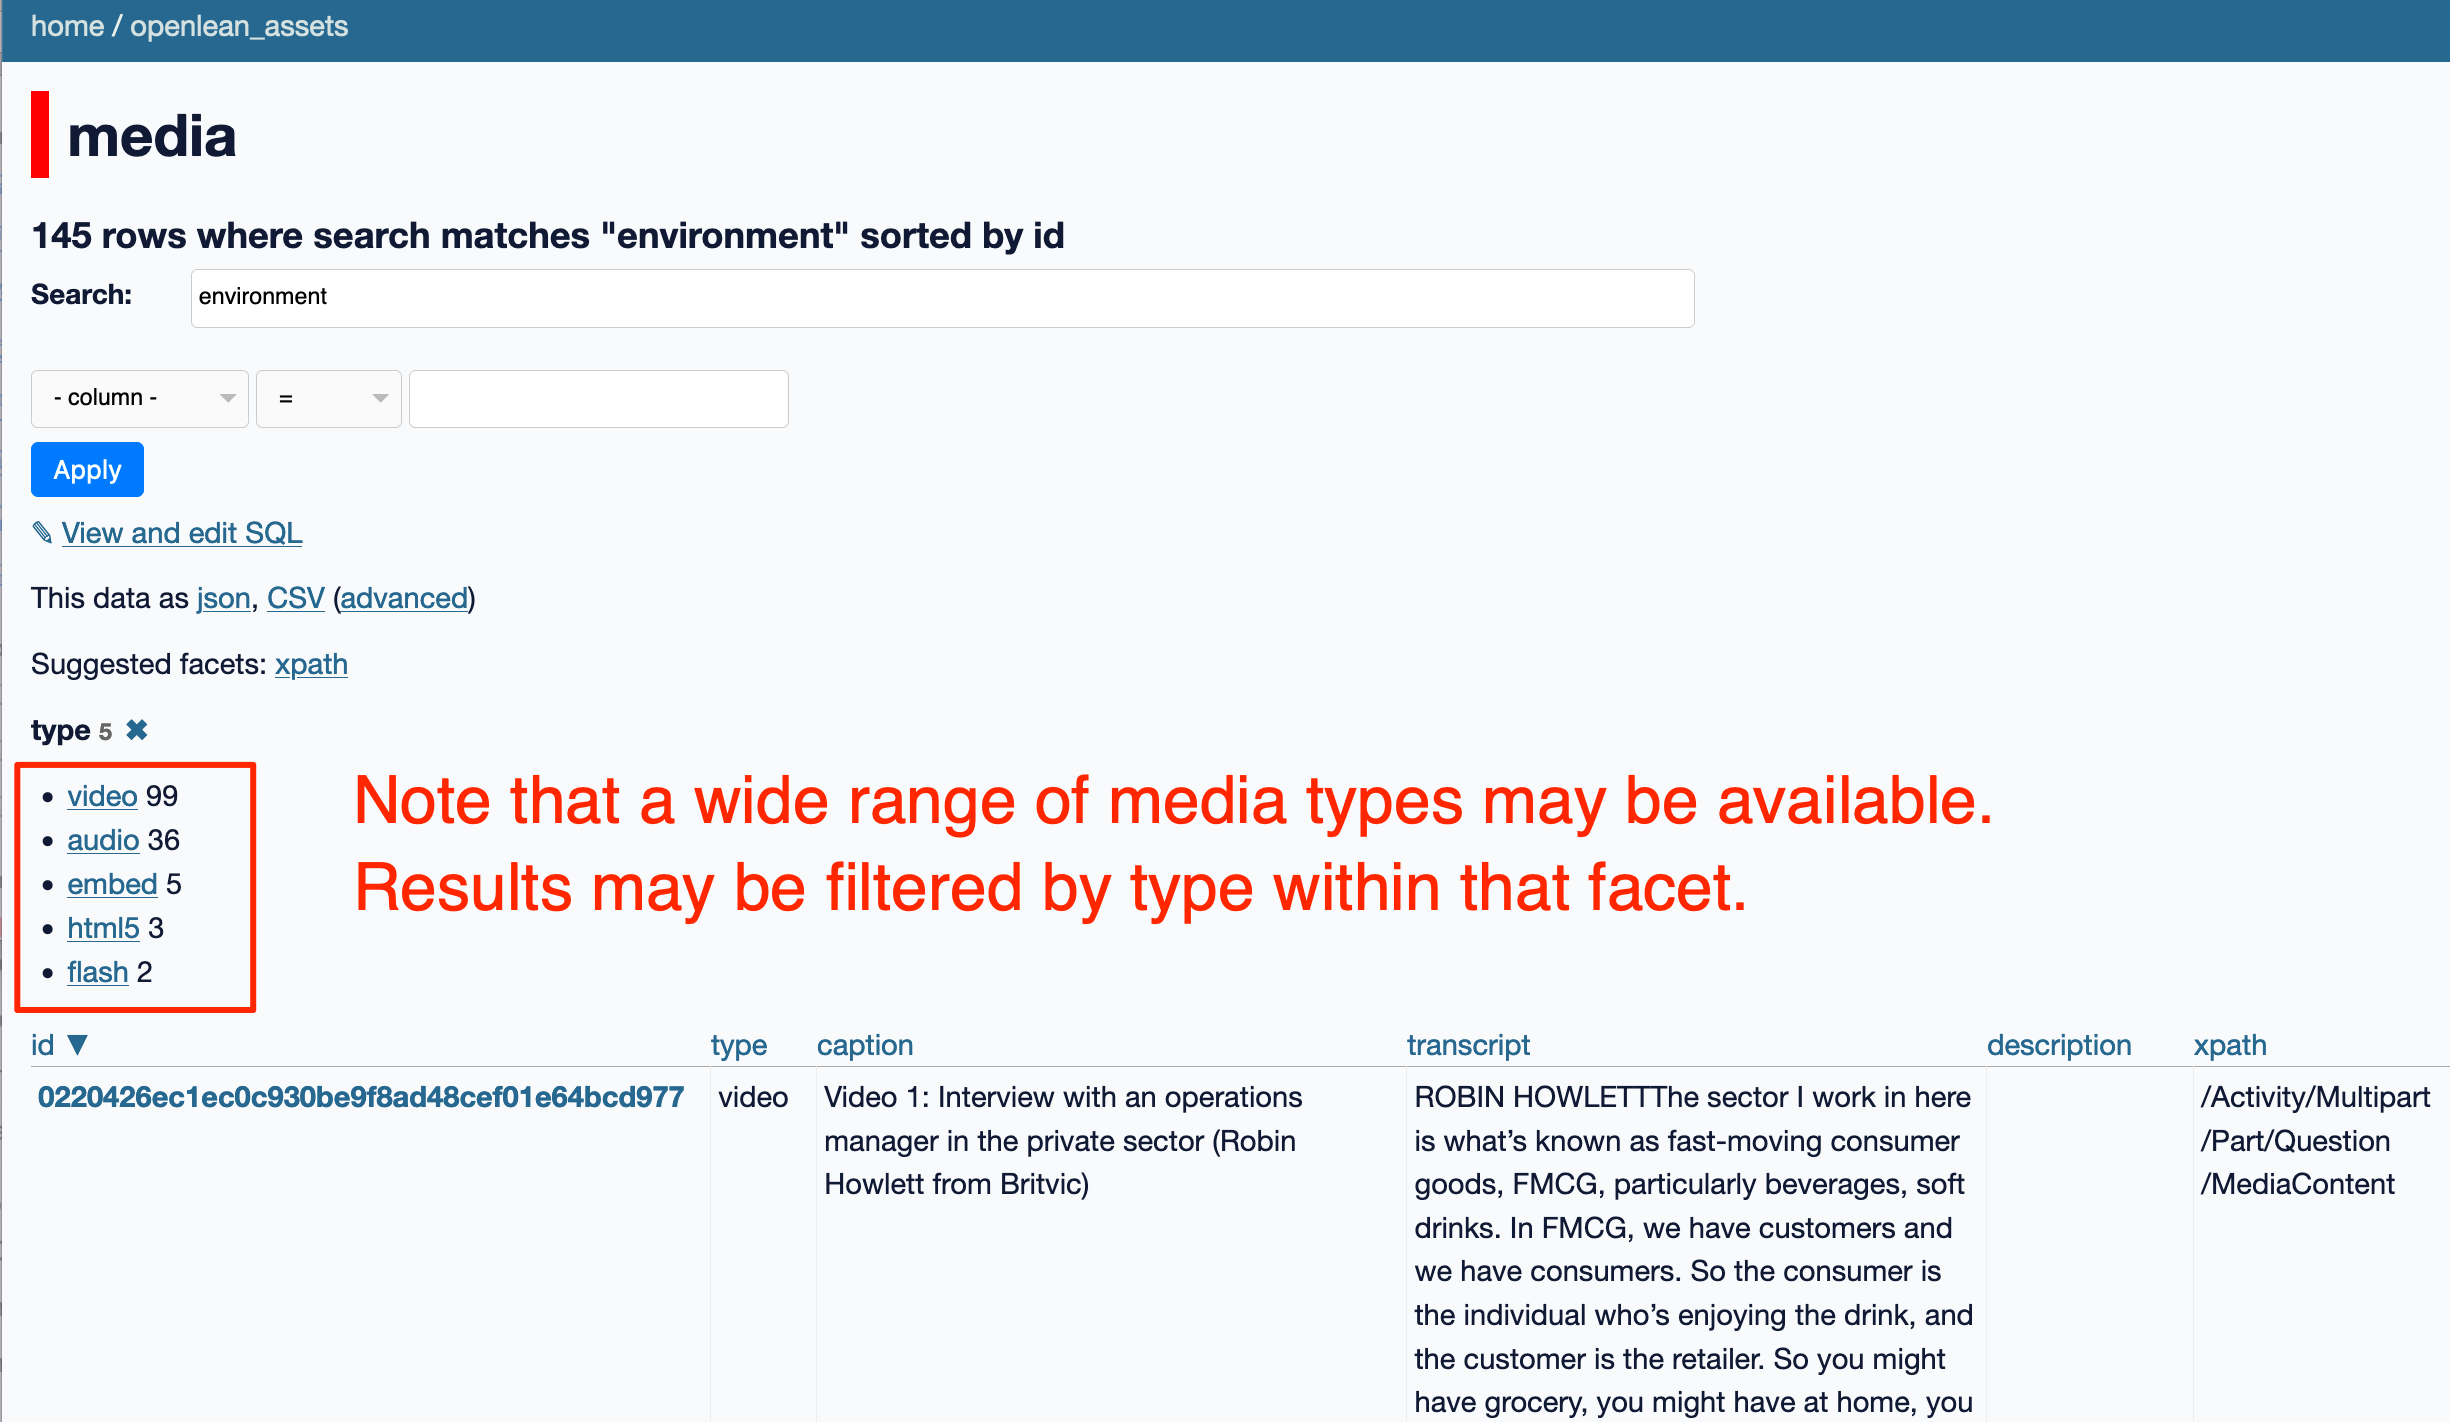 home / openlean_assets
media
145 rows where search matches "environment" sorted by id
Search: environment
- column - =
Apply
✎ View and edit SQL
This data as json, CSV (advanced)
Suggested facets: xpath
type 5 ✖
• video 99
• audio 36
• embed 5
• html5 3
• flash 2
Note that a wide range of media types may be available.
Results may be filtered by type within that facet.
id ▼ type caption transcript description xpath
0220426ec1ec0c930be9f8ad48cef01e64bcd977
video
Video 1: Interview with an operations
manager in the private sector (Robin
Howlett from Britvic)
ROBIN HOWLETTThe sector I work in here
is what’s known as fast-moving consumer
goods, FMCG, particularly beverages, soft
drinks. In FMCG, we have customers and
we have consumers. So the consumer is
the individual who’s enjoying the drink, and
the customer is the retailer. So you might
have grocery, you might have at home, you
/Activity/Multipart
/Part/Question
/MediaContent